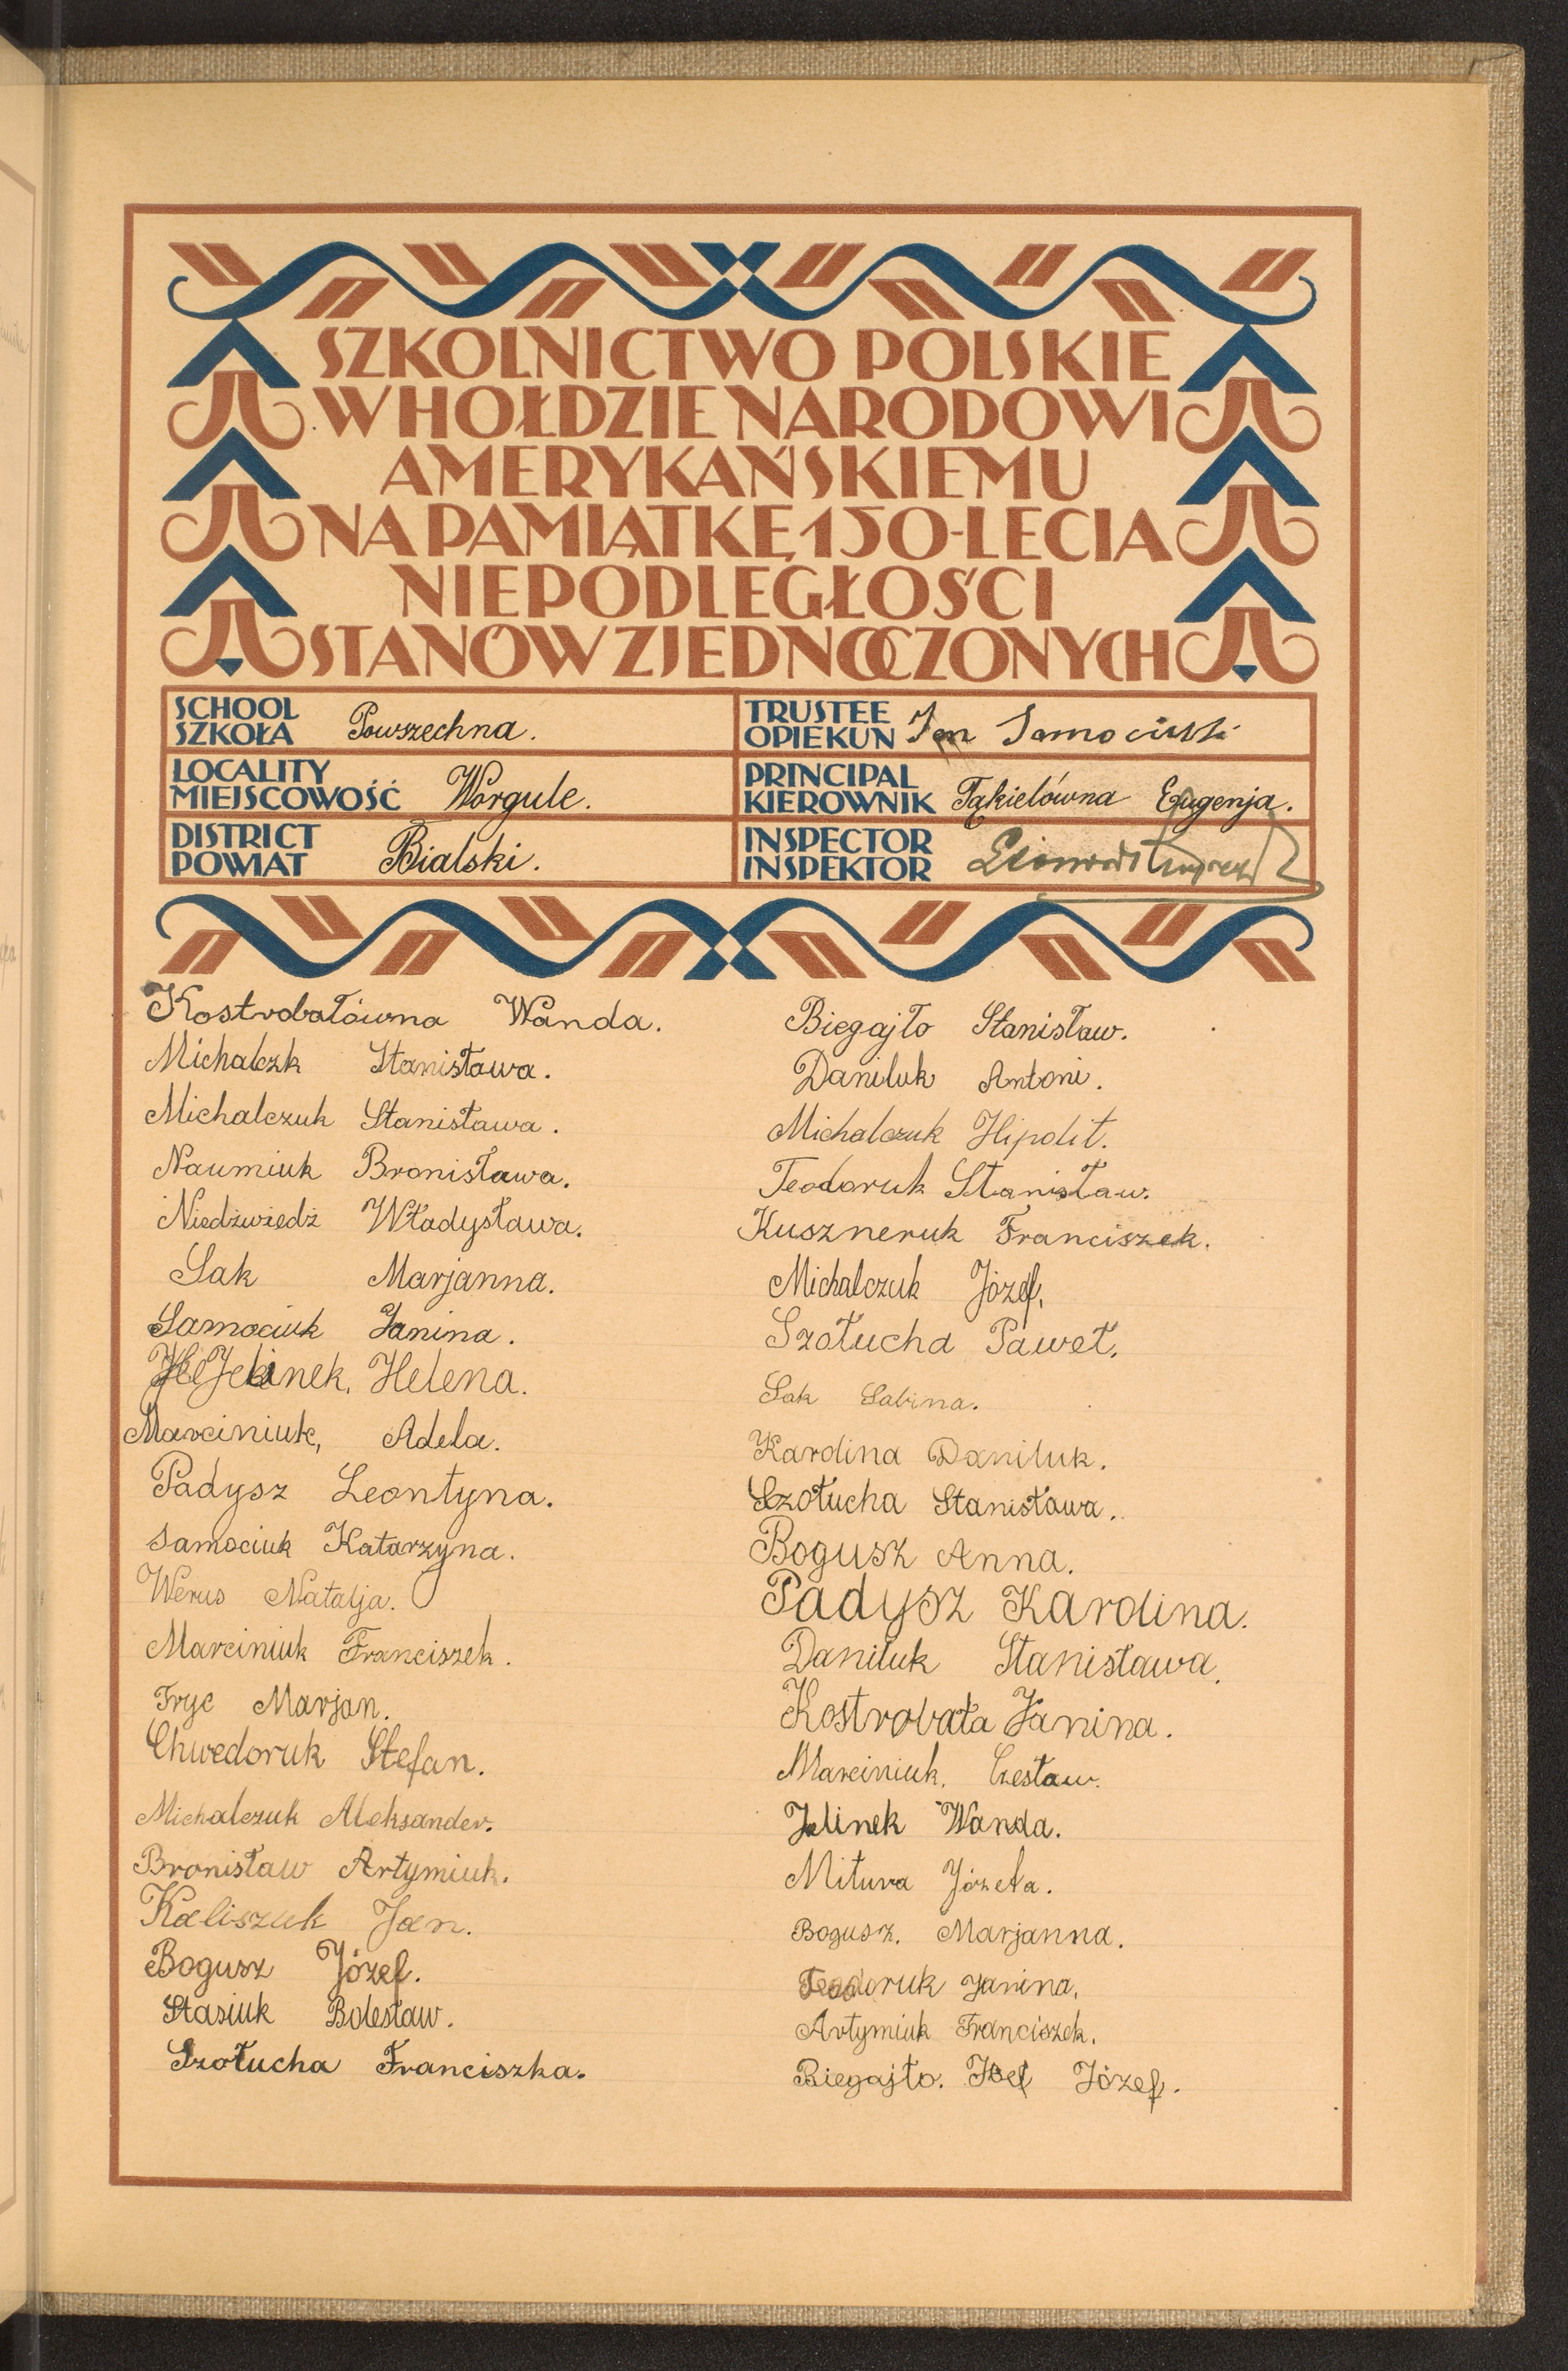 SZKOLNICTWO POLSKIE
W HOŁDZIE NARODOWI
AMERYKAŃSKIEMU
NA PAMIĄTKĘ 150-LECIA
NIEPODLEGŁOŚCI
STANÓW ZJEDNOCZONYCH
SCHOOL
SZKOŁA Powszechna.
TRUSTEE
OPIEKUN Jan
LOCALITY
MIEJSCOWOŚĆ Worgule.
PRINCIPAL
KIEROWNIK Tąkielówna Eugenja.
DISTRICT
POWIAT Bialski.
INSPECTOR
INSPEKTOR
Kostrobałówna Wanda.
Michalczk Stanisława.
Michalczuk Stanisława.
Naumiuk Bronisława.
Niedźwiedź Władysława.
Sak Marjanna.
Samociuk Janina.
Jelinek, Helena.
Marciniuk, Adela.
Padysz Leontyna.
Samociuk Katarzyna.
Werus Natalja.
Marciniuk Franciszek.
Fryc Marjan.
Chwedoruk Stefan.
Michalczuk Aleksander.
Bronisław Artymiuk.
Kaliszuk Jan.
Bogusz Józef.
Stasiuk Bolesław.
Szołucha Franciszka.
Biegajło Stanisław.
Daniluk Antoni.
Michalczuk Hipolit.
Teodoruk Stanisław.
Kuszneruk Franciszek.
Michalczuk Józef,
Szołucha Paweł.
Sak Sabina.
Karolina Daniluk.
Szołucha Stanisława.
Bogusz Anna.
Padysz Karolina.
Daniluk Stanisława.
Kostrobała Janina.
Marciniuk. Czesław.
Jelinek Wanda.
Mitura Józefa.
Bogusz. Marjanna.
Teodoruk Janina.
Artymiuk Franciszek.
Biegajło. Józef.